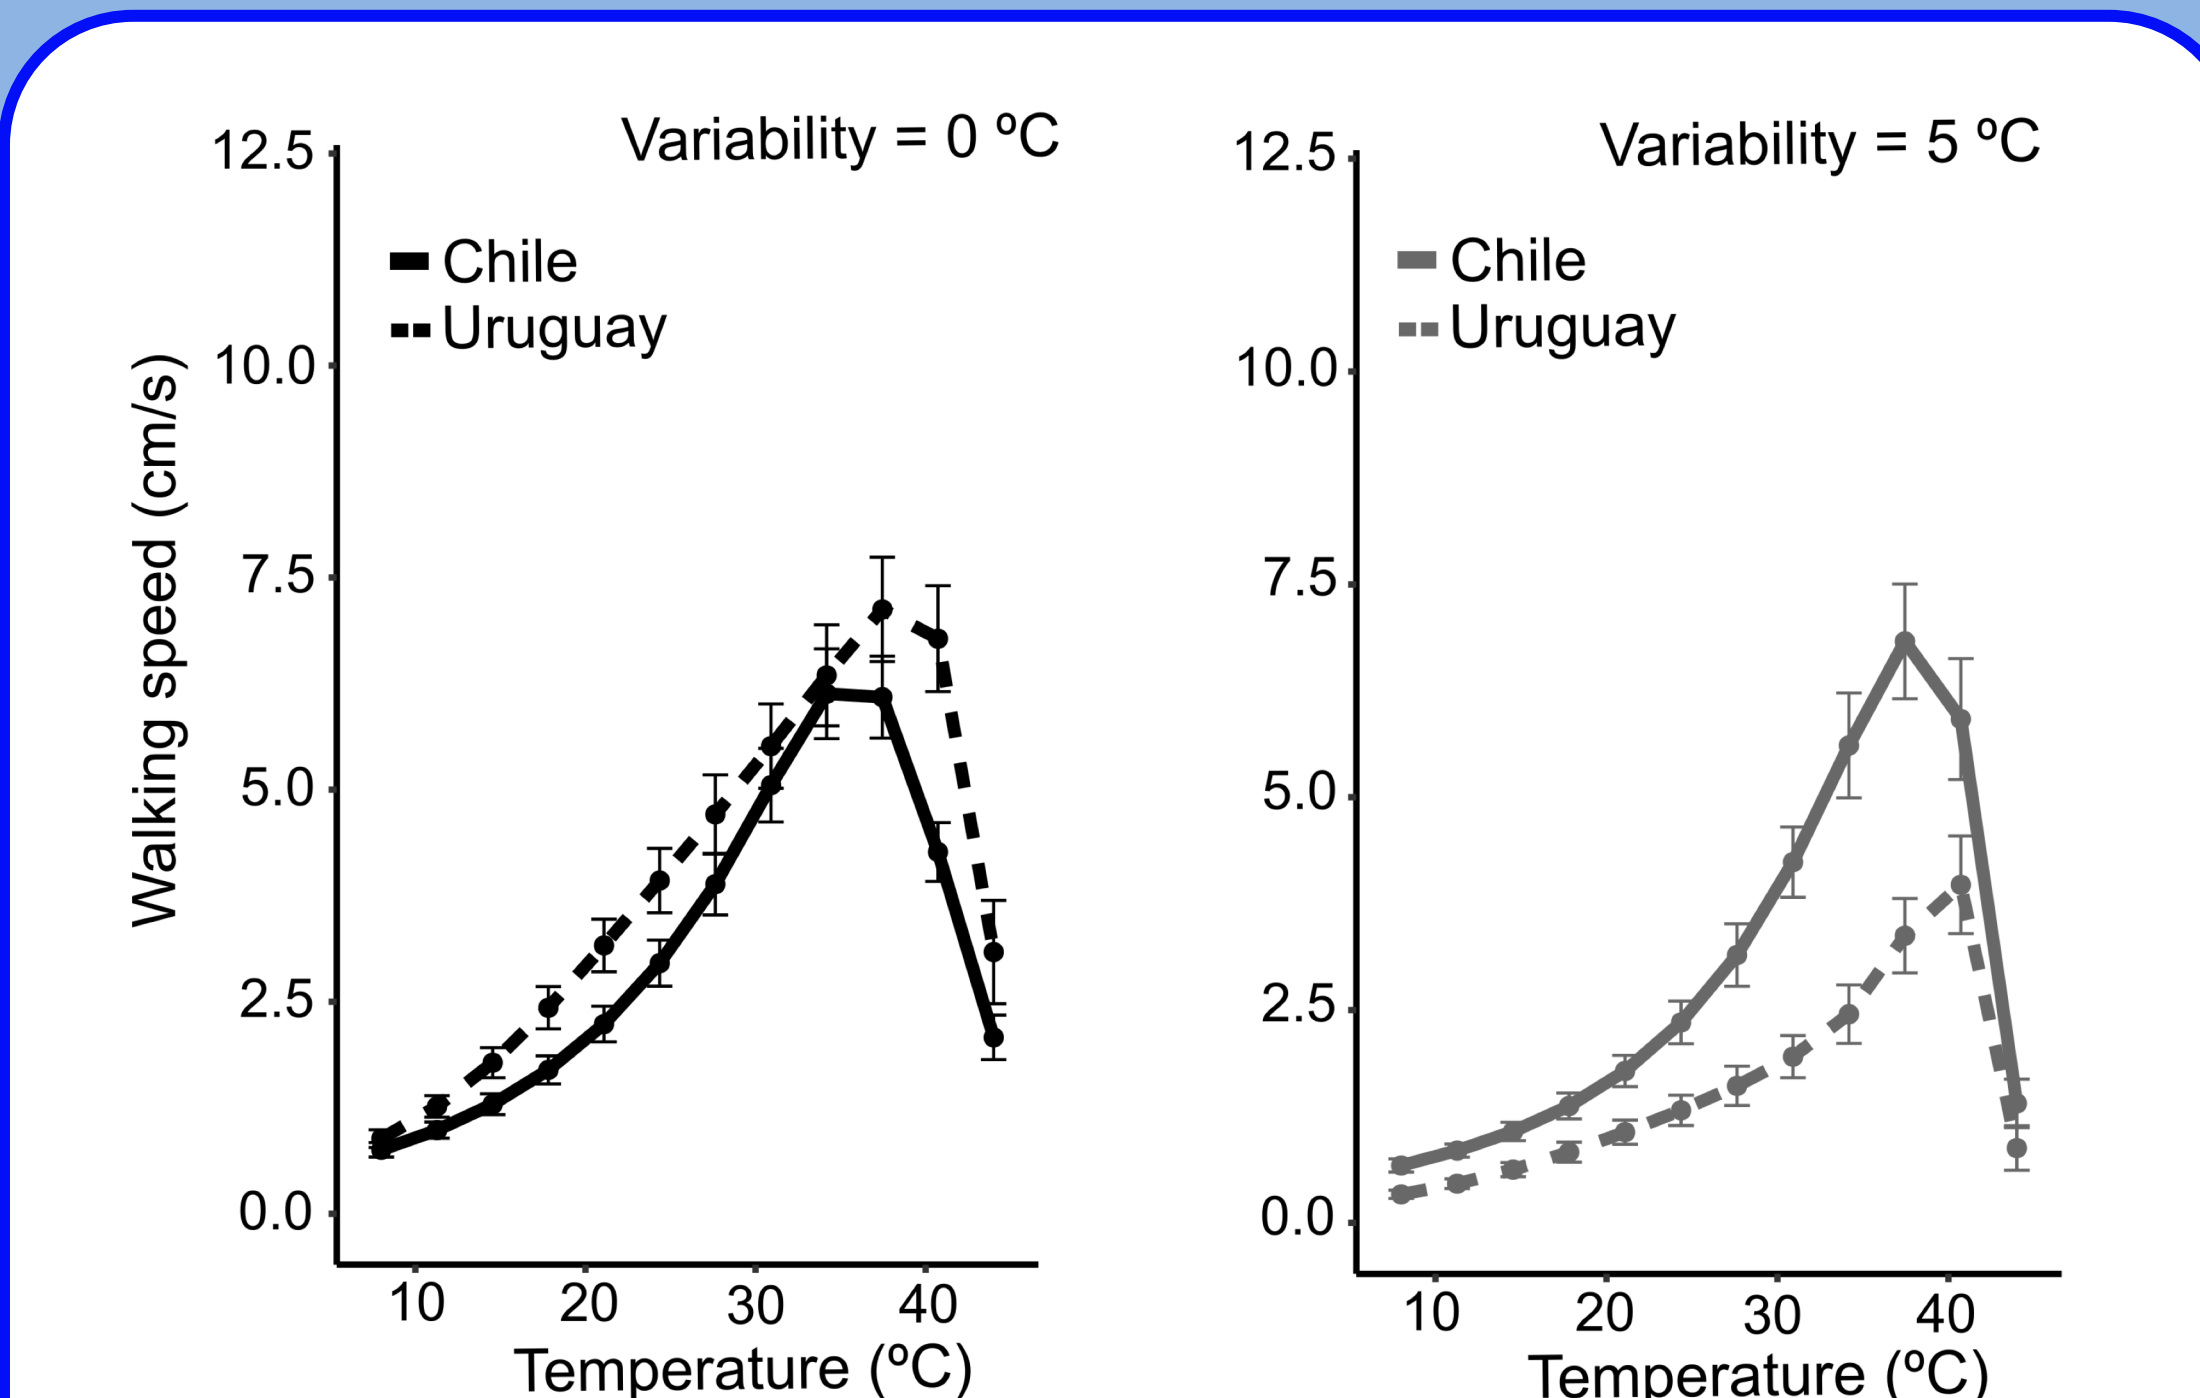 Variability = 0 ºC
12.5
10.0
7.5
5.0
2.5
0.0
Chile
Uruguay
Walking speed (cm/s)
10 20 30 40
Temperature (ºC)
Variability = 5 ºC
12.5
10.0
7.5
5.0
2.5
0.0
Chile
Uruguay
10 20 30 40
Temperature (ºC)